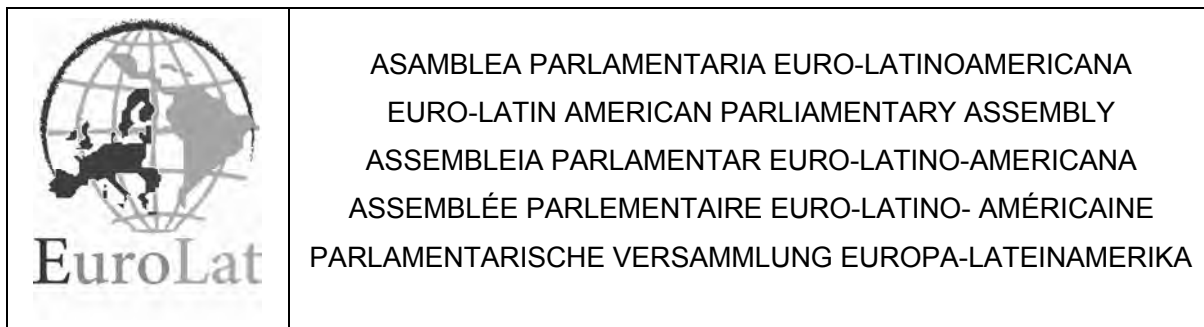 ASAMBLEA PARLAMENTARIA EURO-LATINOAMERICANA
EURO-LATIN AMERICAN PARLIAMENTARY ASSEMBLY
ASSEMBLEIA PARLAMENTAR EURO-LATINO-AMERICANA
ASSEMBLÉE PARLEMENTAIRE EURO-LATINO- AMÉRICAINE
PARLAMENTARISCHE VERSAMMLUNG EUROPA-LATEINAMERIKA
EuroLat